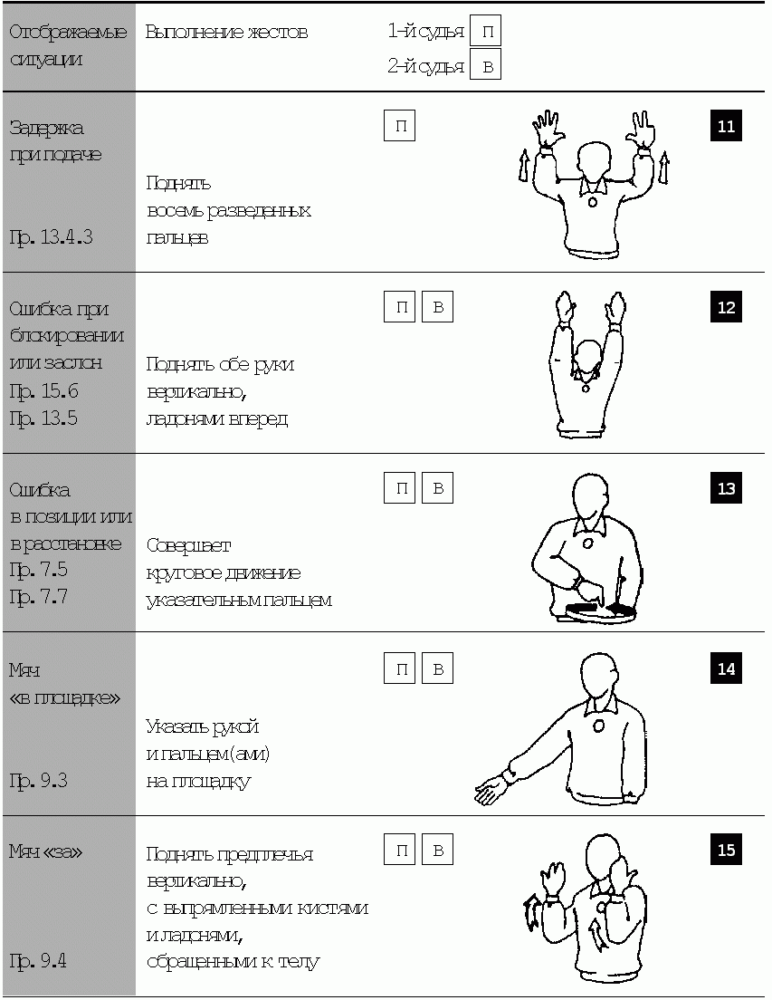 Отображаемые
ситуации
Выполнение жестов
1-й судья П
2-й судья В
Задержка
при подаче
Пр. 13.4.3
Поднять
восемь разведенных
пальцев
П
11
Ошибка при
блокировании
или заслон
Пр. 15.6
Пр. 13.5
Поднять обе руки
вертикально,
ладонями вперед
П В
12
Ошибка
в позиции или
в расстановке
Пр. 7.5
Пр. 7.7
Совершает
круговое движение
указательным пальцем
П В
13
Мяч
«в площадке»
Пр. 9.3
Указать рукой
и пальцем(ами)
на площадку
П В
14
Мяч «за»
Пр. 9.4
Поднять предплечья
вертикально,
с выпрямленными кистями
и ладонями,
обращенными к телу
П В
15